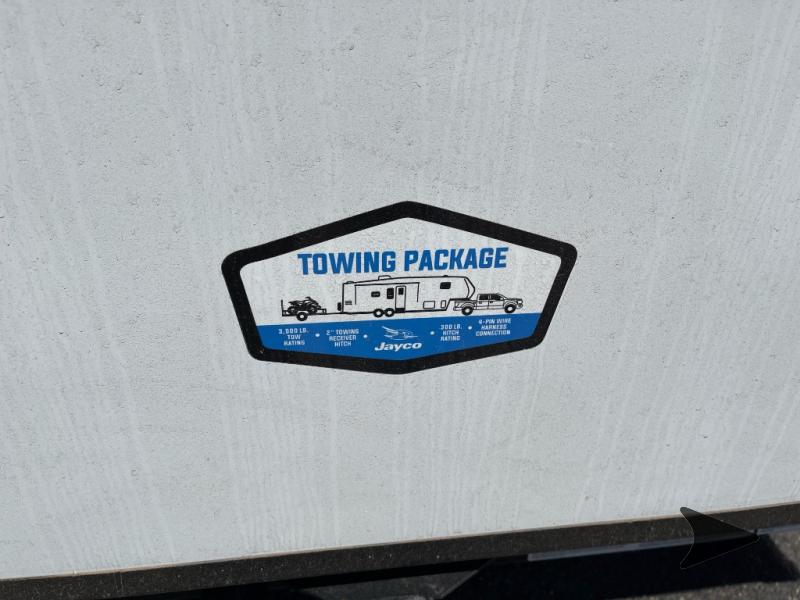 TOWING PACKAGE
3,000 LB.
TOW
RATING
•
2" TOWING
RECEIVER
HITCH
•
Jayco
•
300 LB.
HITCH
RATING
•
4-PIN WIRE
HARNESS
CONNECTION